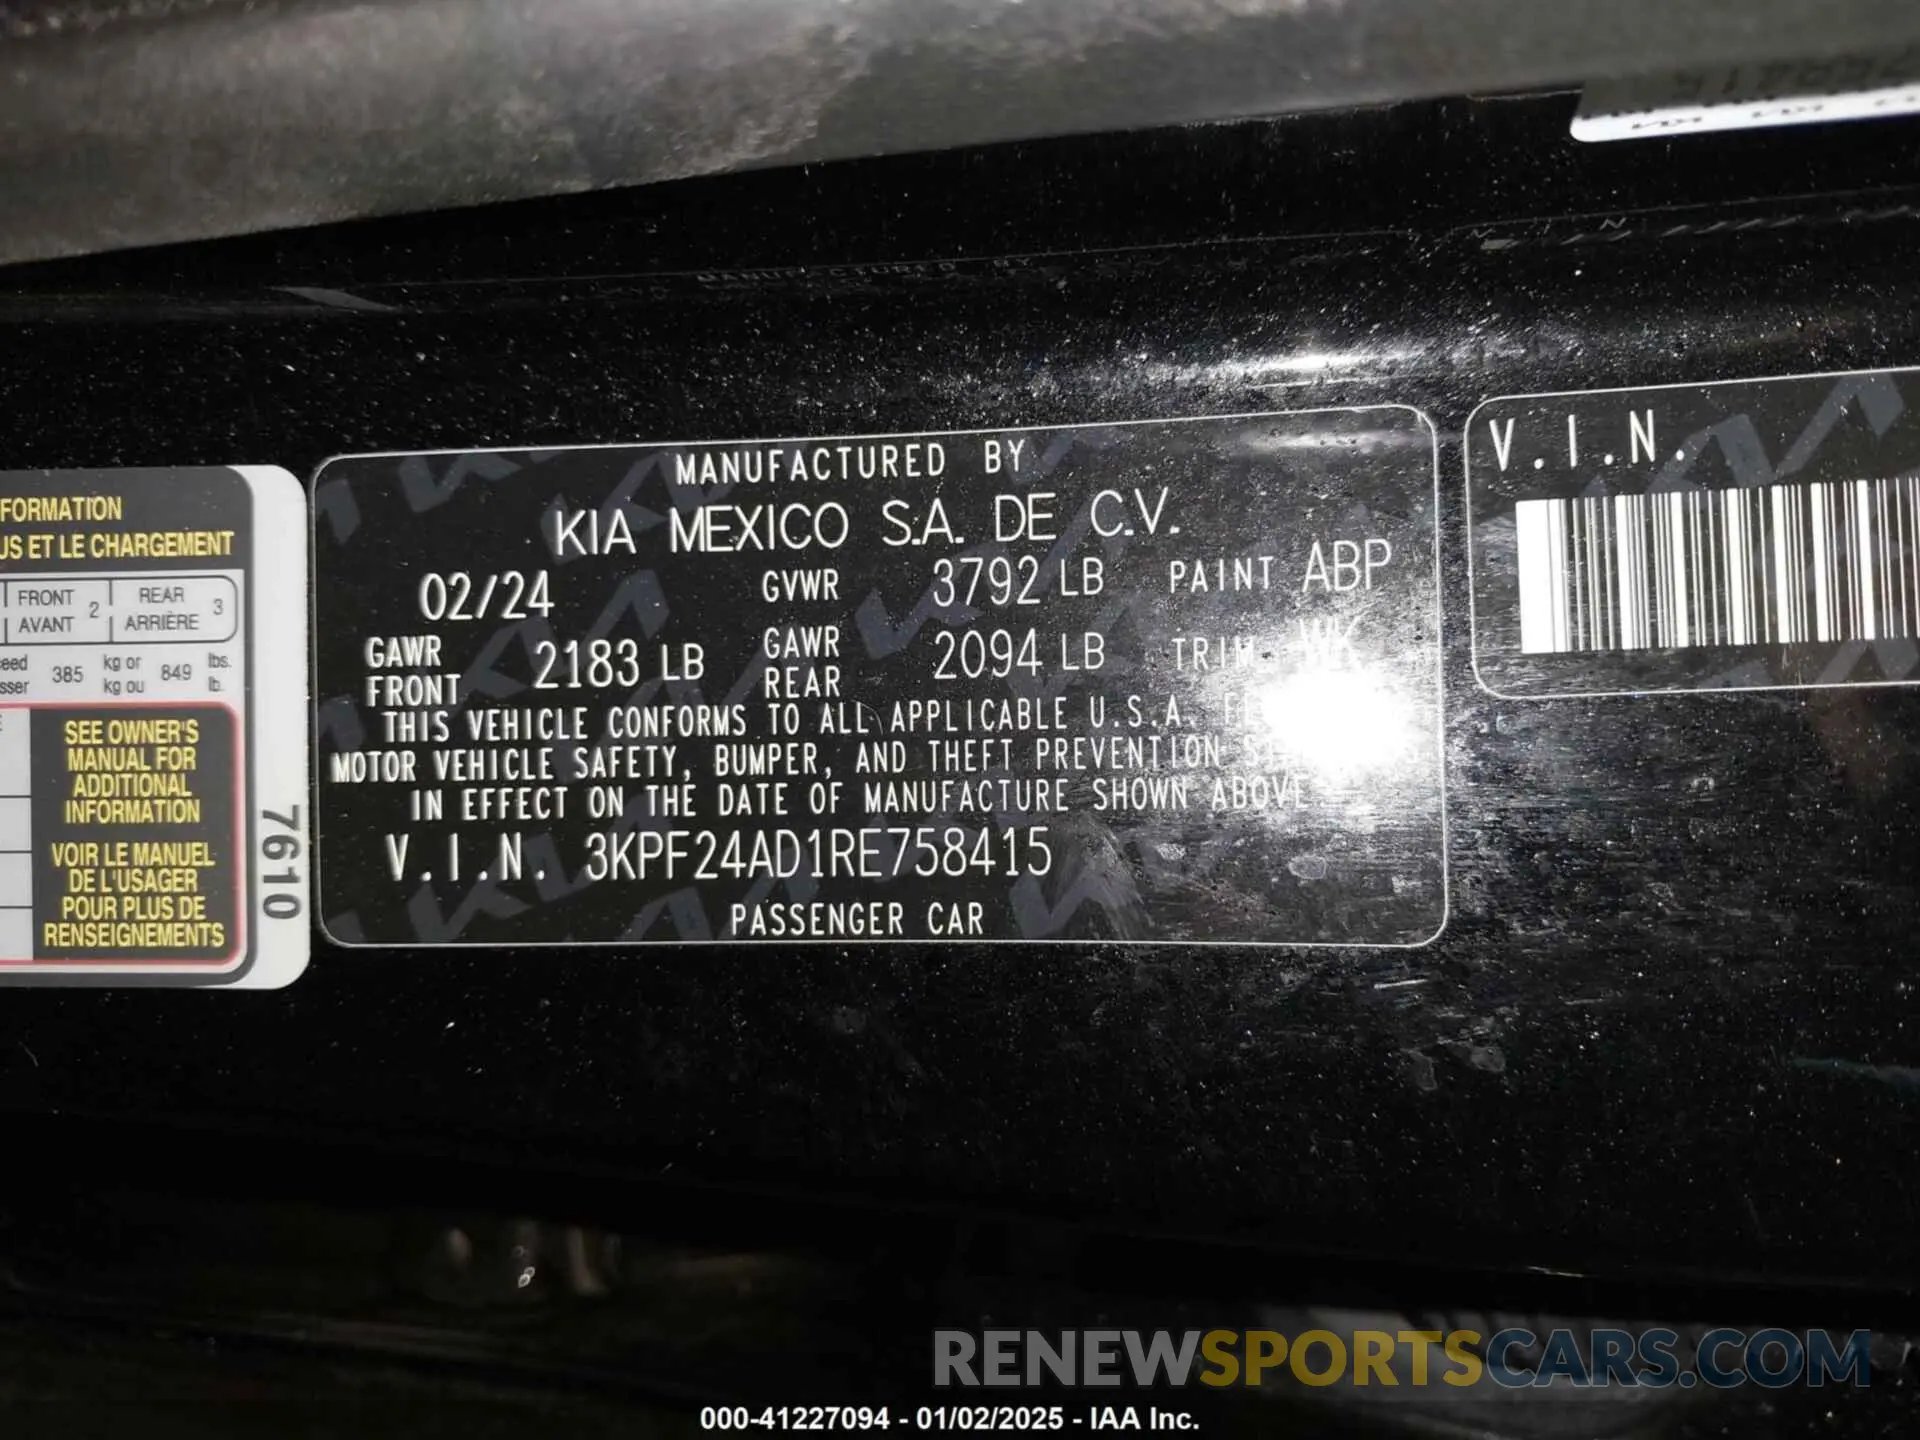 MANUFACTURED BY
KIA MEXICO S.A. DE C.V.
02/24 GVWR 3792 LB PAINT ABP
GAWR FRONT 2183 LB GAWR REAR 2094 LB TRIM WK
THIS VEHICLE CONFORMS TO ALL APPLICABLE U.S.A.
MOTOR VEHICLE SAFETY, BUMPER, AND THEFT PREVENTION
IN EFFECT ON THE DATE OF MANUFACTURE SHOWN ABOVE
V.I.N. 3KPF24AD1RE758415
PASSENGER CAR
V.I.N.
FORMATION
US ET LE CHARGEMENT
FRONT AVANT 2 REAR ARRIÈRE 3
385 kg or kg ou 849 lbs. lb.
SEE OWNER'S
MANUAL FOR
ADDITIONAL
INFORMATION
VOIR LE MANUEL
DE L'USAGER
POUR PLUS DE
RENSEIGNEMENTS
7610
MANUFACTURED BY
RENEWSPORTSCARS.COM
000-41227094 - 01/02/2025 - IAA Inc.